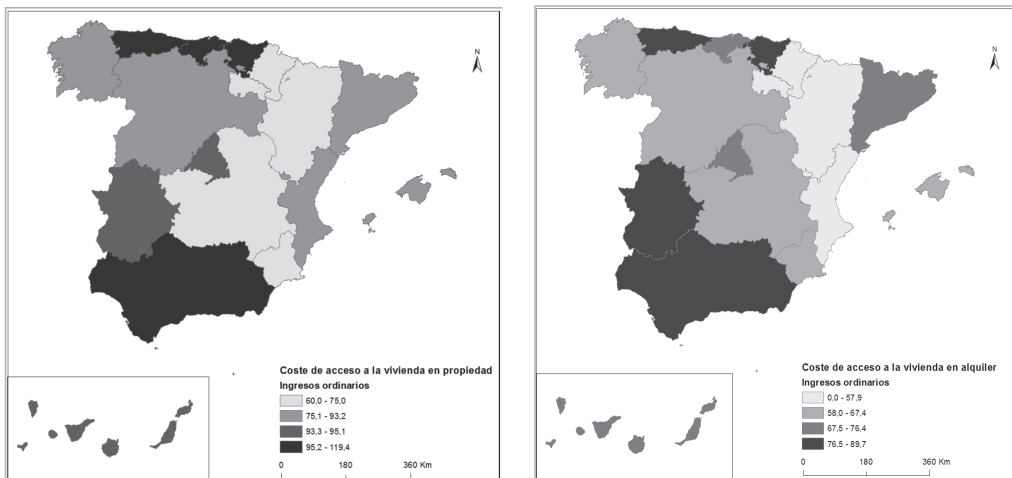 N
Coste de acceso a la vivienda en propiedad
Ingresos ordinarios
60,0 - 75,0
75,1 - 93,2
93,3 - 95,1
95,2 - 119,4
0 180 360 Km
N
Coste de acceso a la vivienda en alquiler
Ingresos ordinarios
0,0 - 57,9
58,0 - 67,4
67,5 - 76,4
76,5 - 89,7
0 180 360 Km